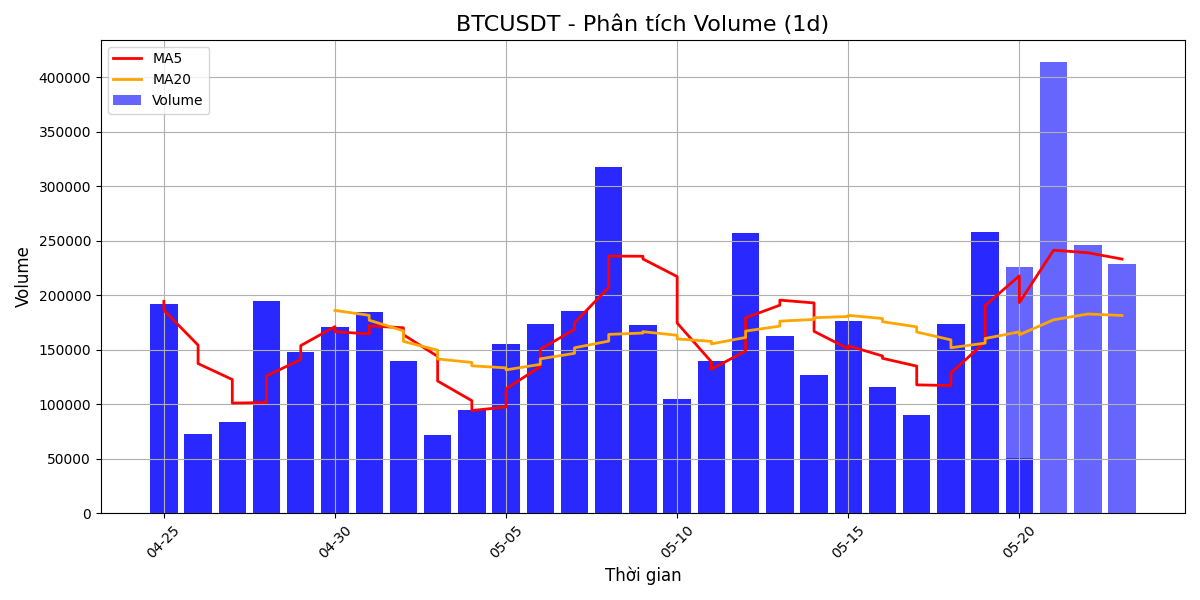 BTCUSDT - Phân tích Volume (1d)
MA5
MA20
Volume
400000
350000
300000
250000
200000
150000
100000
50000
0
Volume
04-25
04-30
05-05
05-10
05-15
05-20
Thời gian